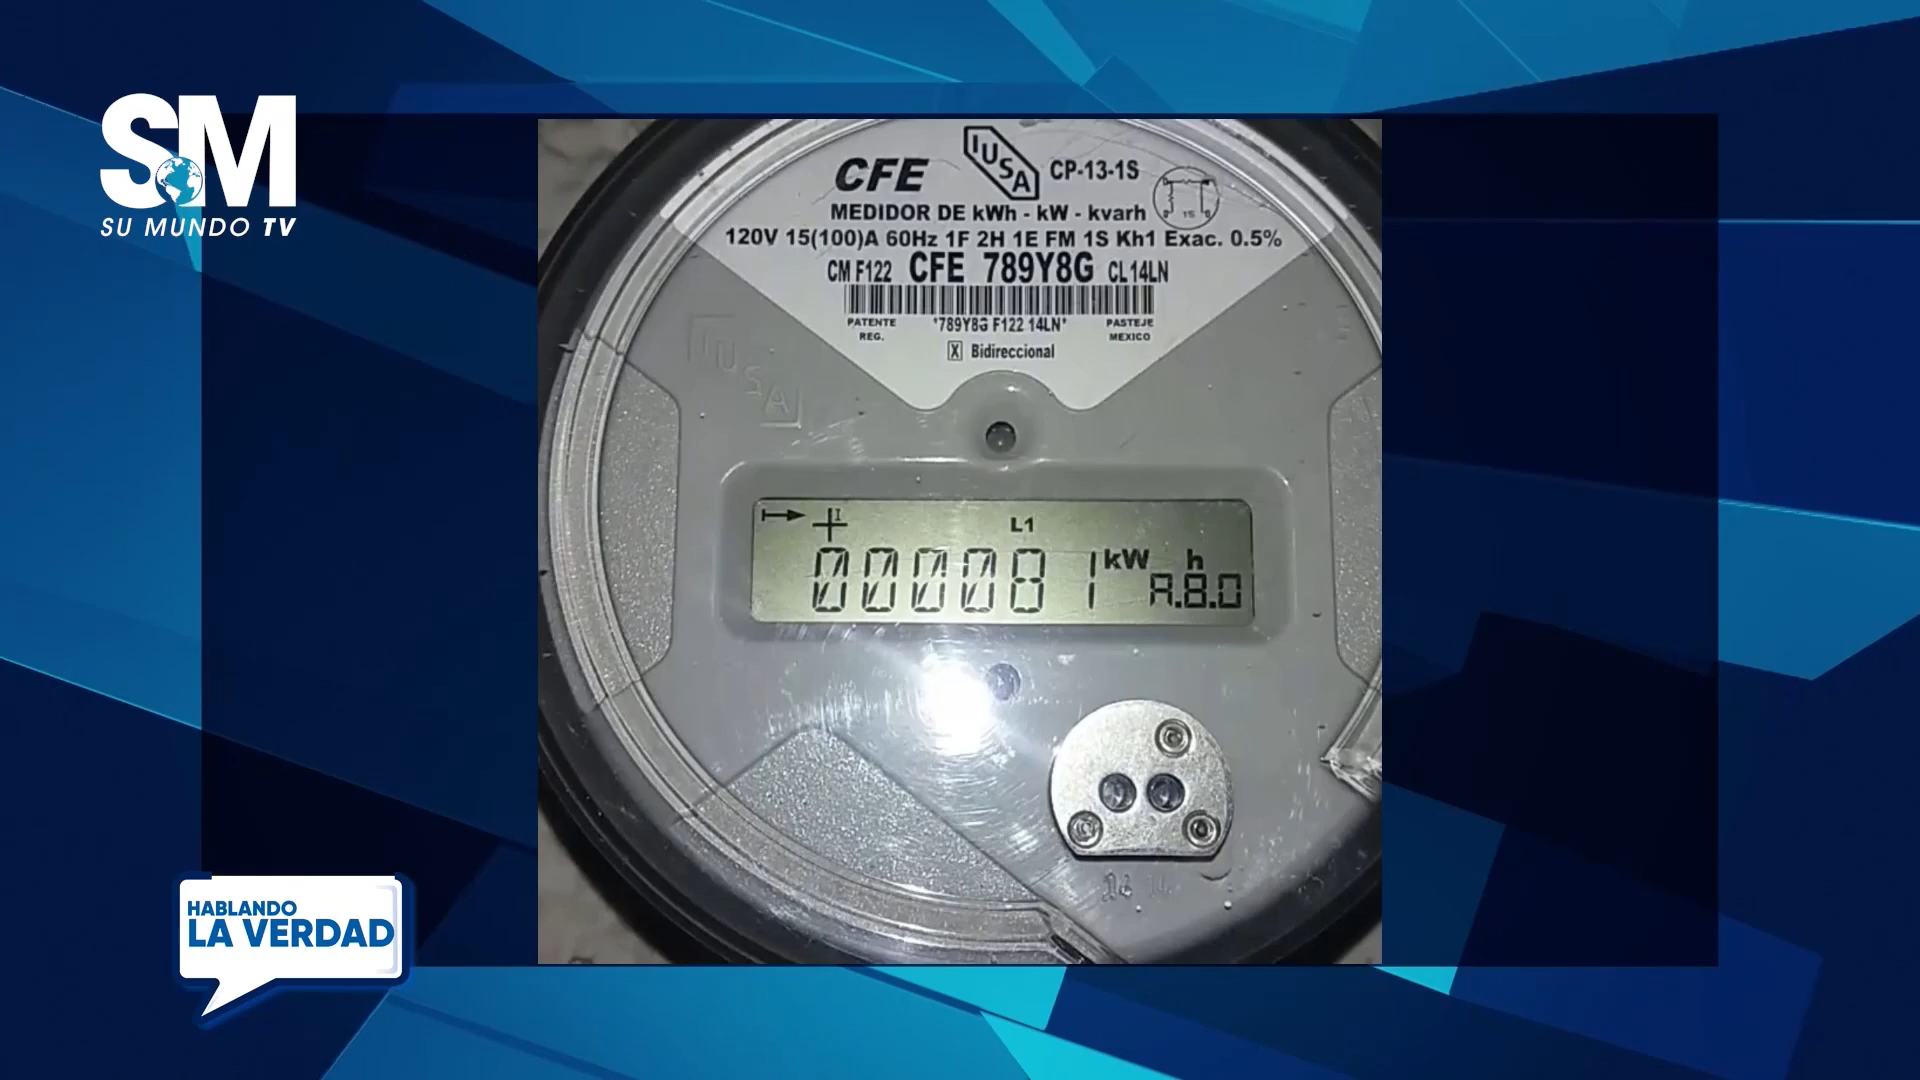 SM
SU MUNDO TV
CFE IUSA CP-13-1S
1S
MEDIDOR DE kWh - kW - kvarh
120V 15(100)A 60Hz 1F 2H 1E FM 1S Kh1 Exac. 0.5%
CM F122 CFE 789Y8G CL14LN
PATENTE REG. *789Y8G F122 14LN* PASTEJE MEXICO
X Bidireccional
IUSA
I L1
000081 kW h A.8.0
HABLANDO
LA VERDAD